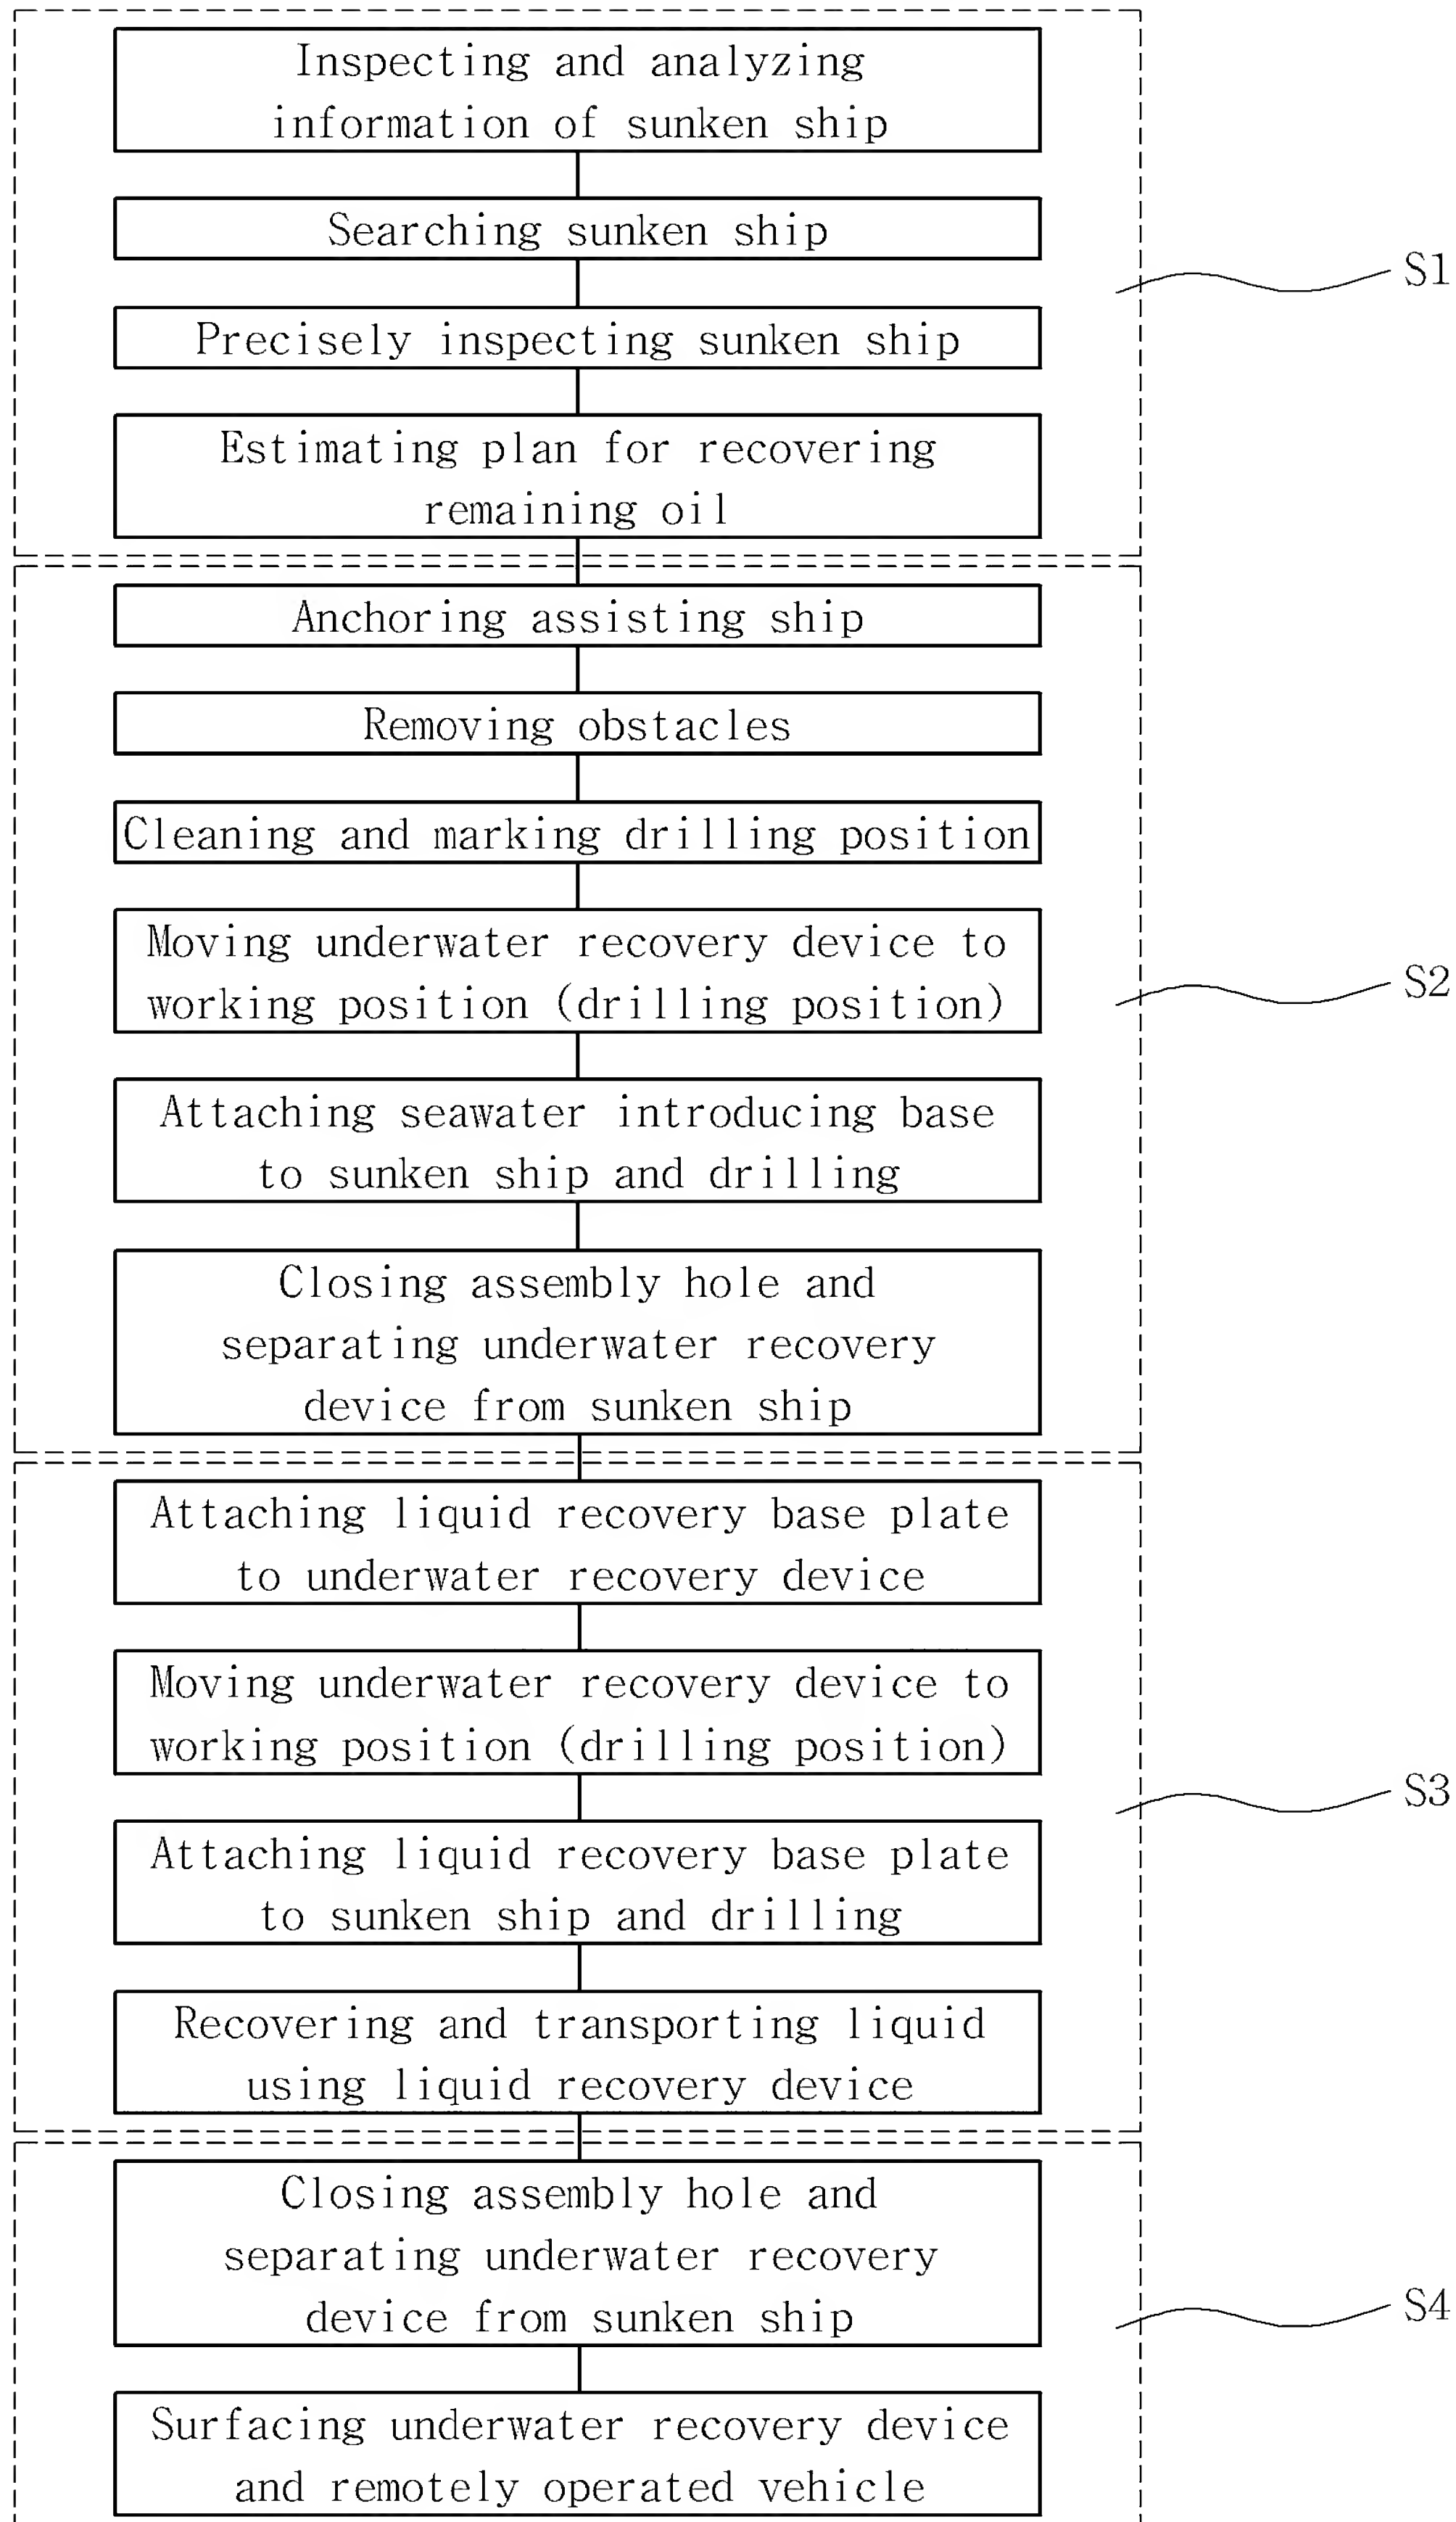 Inspecting and analyzing
information of sunken ship
Searching sunken ship
S1
Precisely inspecting sunken ship
Estimating plan for recovering
remaining oil
Anchoring assisting ship
Removing obstacles
Cleaning and marking drilling position
Moving underwater recovery device to
working position (drilling position)
S2
Attaching seawater introducing base
to sunken ship and drilling
Closing assembly hole and
separating underwater recovery
device from sunken ship
Attaching liquid recovery base plate
to underwater recovery device
Moving underwater recovery device to
working position (drilling position)
S3
Attaching liquid recovery base plate
to sunken ship and drilling
Recovering and transporting liquid
using liquid recovery device
Closing assembly hole and
separating underwater recovery
device from sunken ship
S4
Surfacing underwater recovery device
and remotely operated vehicle